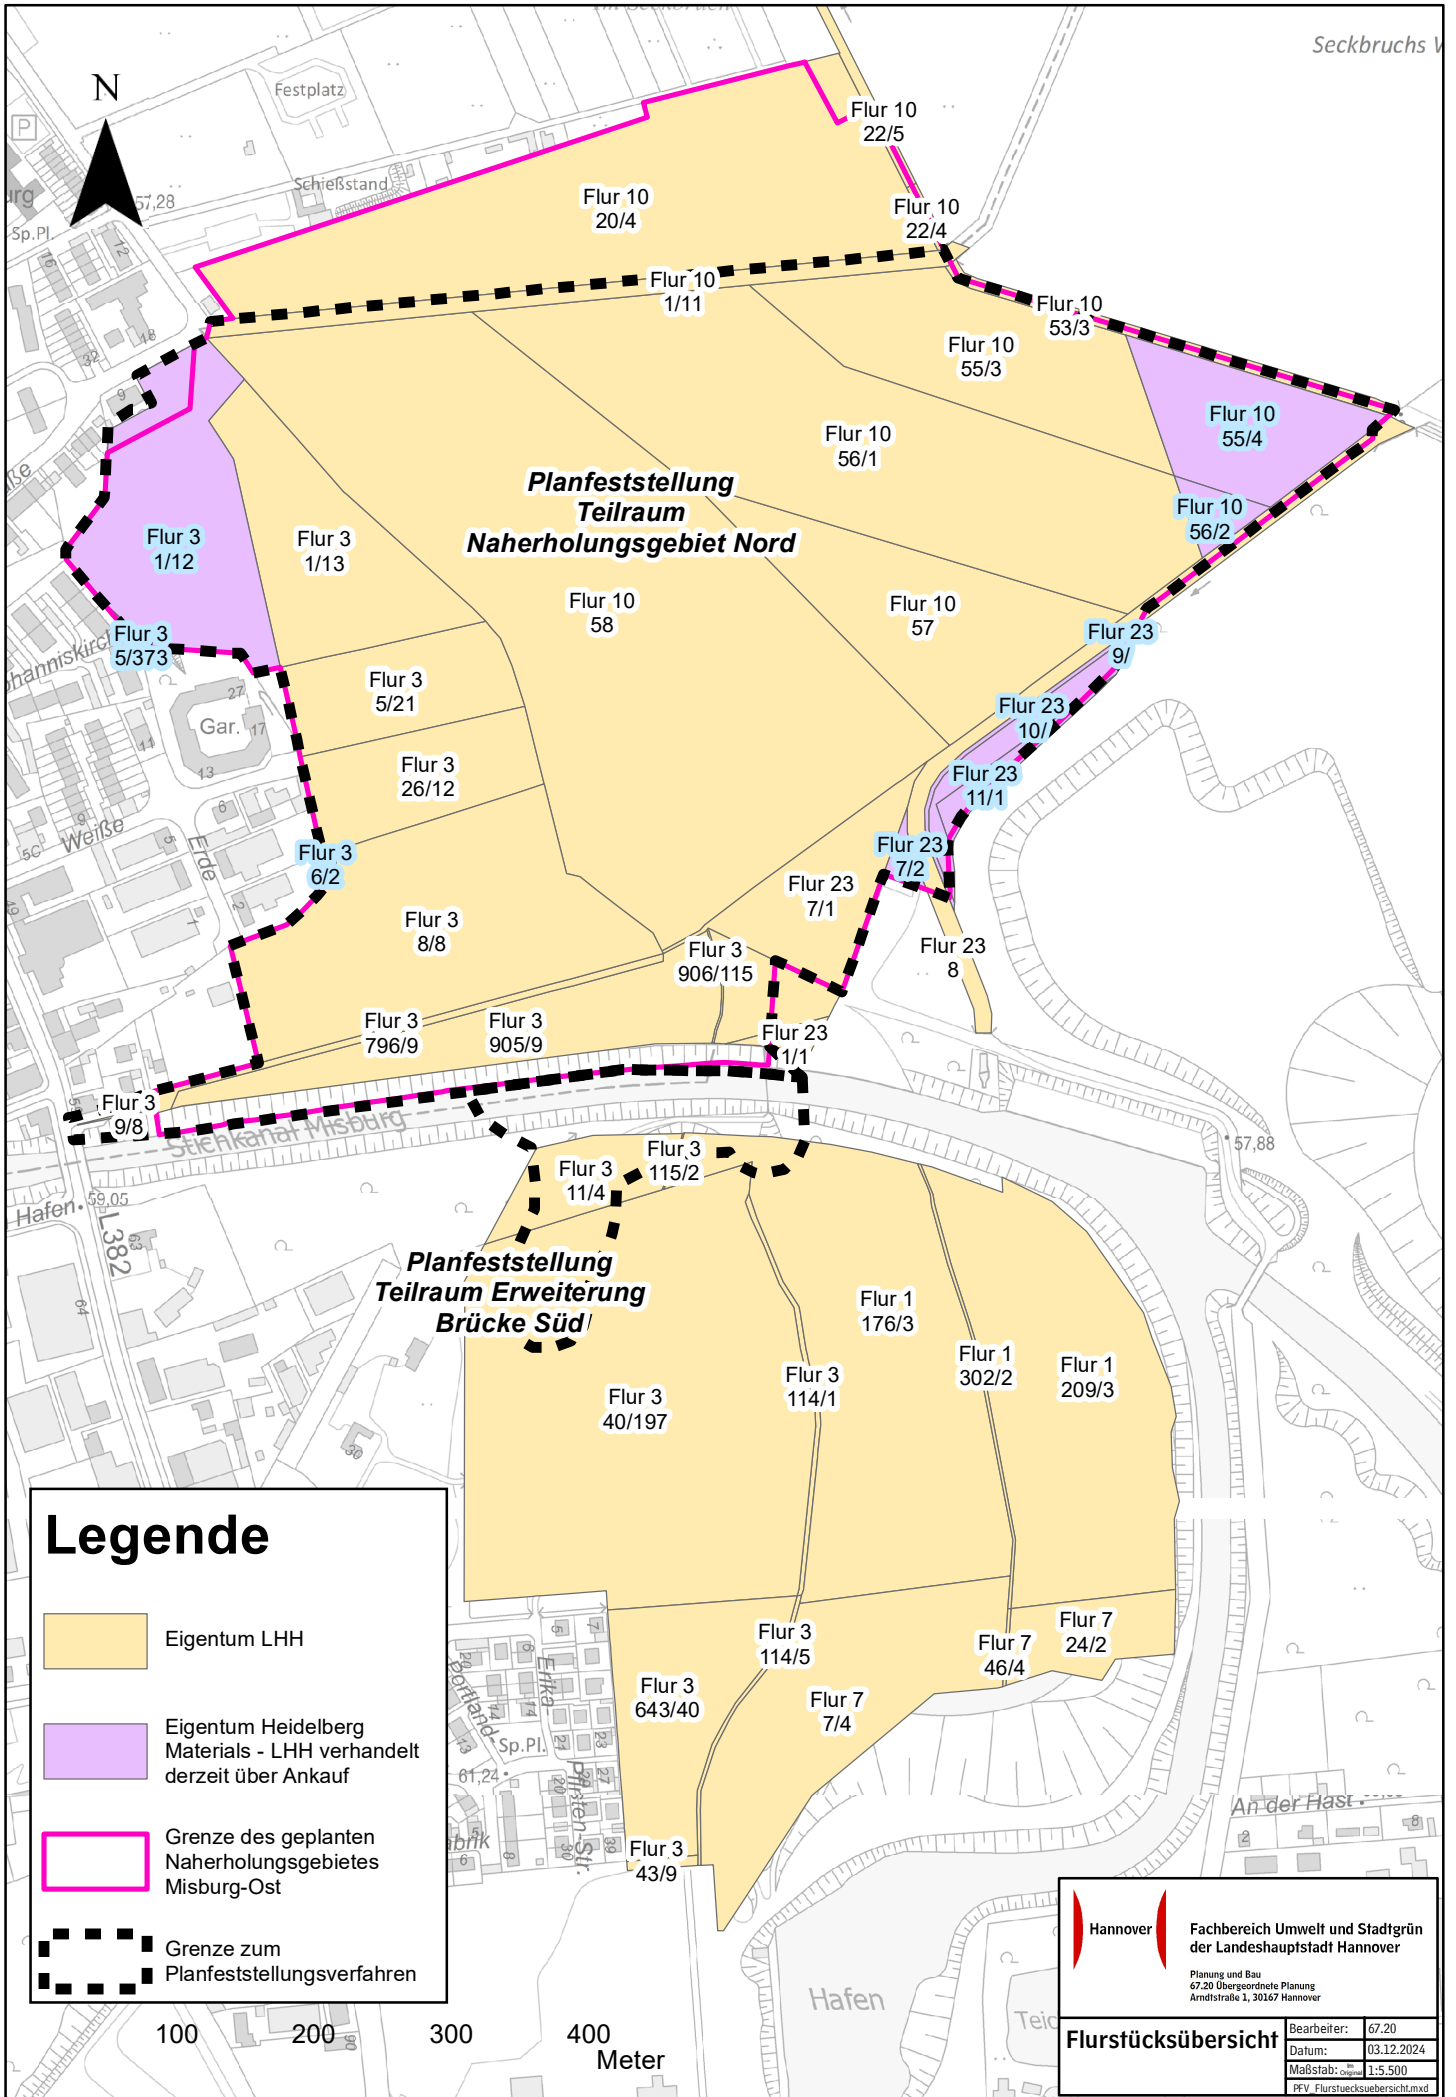 Seckbruchs
N
Festplatz
P
Schießstand
57,28
Sp.Pl.
Flur 10
22/5
Flur 10
20/4
Flur 10
22/4
Flur 10
1/11
Flur 10
53/3
Flur 10
55/3
Flur 10
55/4
Flur 10
56/1
Flur 10
56/2
Planfeststellung
Teilraum
Naherholungsgebiet Nord
Flur 3
1/12
Flur 3
1/13
Flur 10
58
Flur 10
57
Flur 23
9/
Flur 3
5/373
Flur 3
5/21
Flur 23
10/
Gar.
27
17
11
13
Flur 3
26/12
Flur 23
11/1
Weiße
Erde
5C
Flur 3
6/2
Flur 23
7/2
Flur 23
7/1
Flur 3
8/8
Flur 3
906/115
Flur 23
8
Flur 3
796/9
Flur 3
905/9
Flur 23
1/1
Flur 3
9/8
Stichkanal Misburg
57,88
Flur 3
115/2
Flur 3
11/4
Hafen
59,05
L382
63
64
30
Planfeststellung
Teilraum Erweiterung
Brücke Süd
Flur 1
176/3
Flur 1
302/2
Flur 1
209/3
Flur 3
114/1
Flur 3
40/197
Legende
Eigentum LHH
Eigentum Heidelberg
Materials - LHH verhandelt
derzeit über Ankauf
Grenze des geplanten
Naherholungsgebietes
Misburg-Ost
Grenze zum
Planfeststellungsverfahren
Flur 3
114/5
Flur 7
46/4
Flur 7
24/2
Flur 3
643/40
Flur 7
7/4
Erika-
Portland-
Sp.Pl.
61,24
Flur 3
43/9
An der Hast
Hafen
100
200
300
400
Meter
Hannover
Fachbereich Umwelt und Stadtgrün
der Landeshauptstadt Hannover
Planung und Bau
67.20 Übergeordnete Planung
Arndtstraße 1, 30167 Hannover
Flurstücksübersicht
Bearbeiter: 67.20
Datum: 03.12.2024
Maßstab: im Original 1:5.500
PFV_Flurstuecksuebersicht.mxd